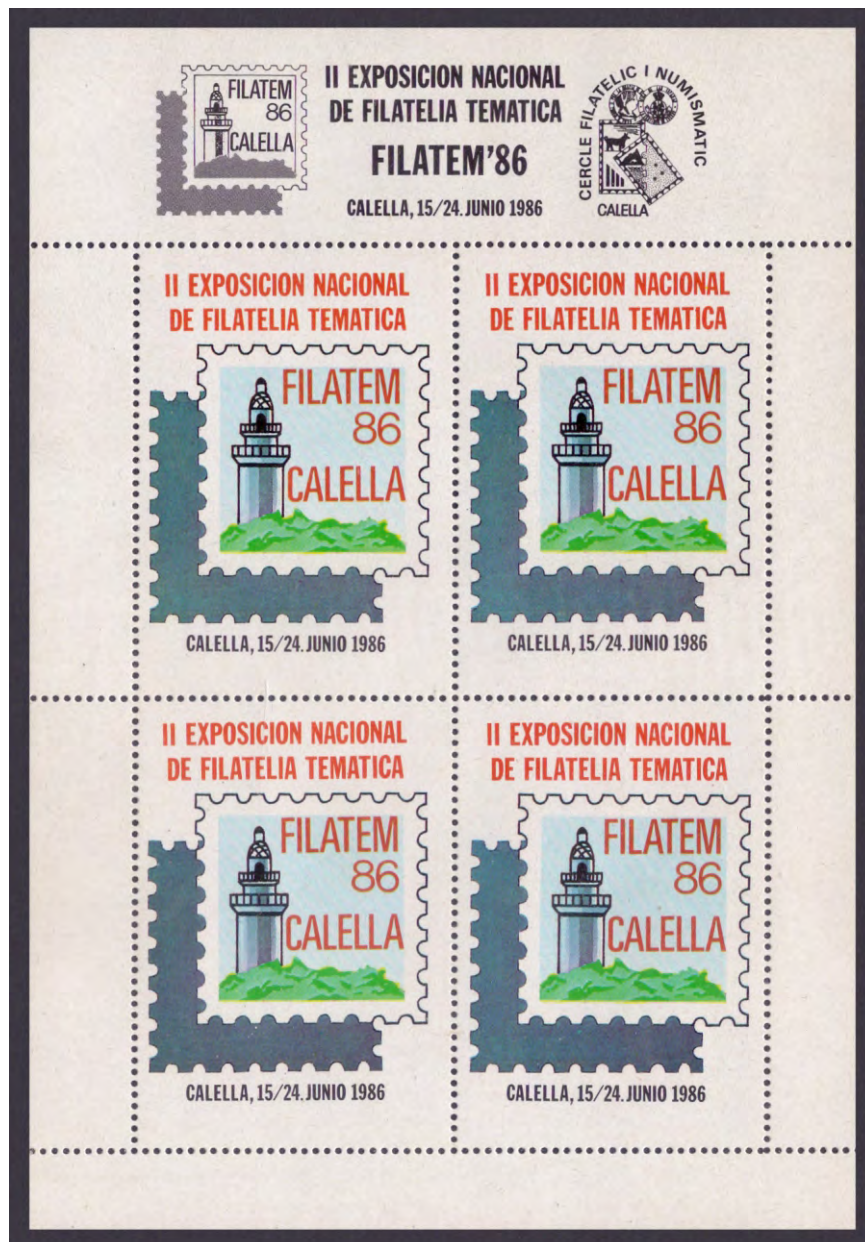 FILATEM
86
CALELLA
II EXPOSICION NACIONAL
DE FILATELIA TEMATICA
FILATEM'86
CALELLA, 15/24. JUNIO 1986
CERCLE FILATELIC I NUMISMATIC
CALELLA
II EXPOSICION NACIONAL
DE FILATELIA TEMATICA
FILATEM
86
CALELLA
CALELLA, 15/24. JUNIO 1986
II EXPOSICION NACIONAL
DE FILATELIA TEMATICA
FILATEM
86
CALELLA
CALELLA, 15/24. JUNIO 1986
II EXPOSICION NACIONAL
DE FILATELIA TEMATICA
FILATEM
86
CALELLA
CALELLA, 15/24. JUNIO 1986
II EXPOSICION NACIONAL
DE FILATELIA TEMATICA
FILATEM
86
CALELLA
CALELLA, 15/24. JUNIO 1986